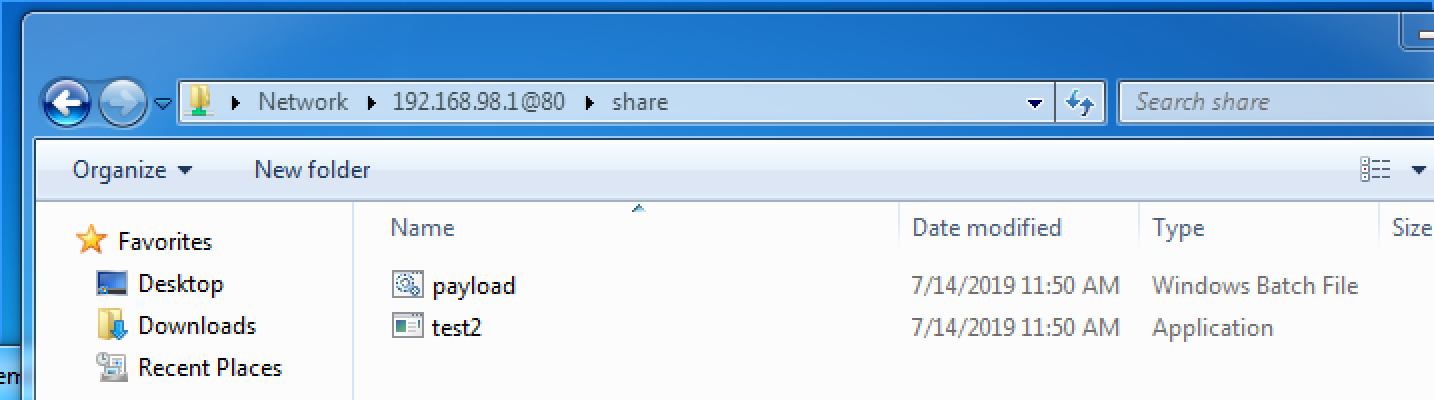 Network 192.168.98.1@80 share Search share
Organize New folder
Name Date modified Type Size
Favorites
Desktop
Downloads
Recent Places
payload 7/14/2019 11:50 AM Windows Batch File
test2 7/14/2019 11:50 AM Application